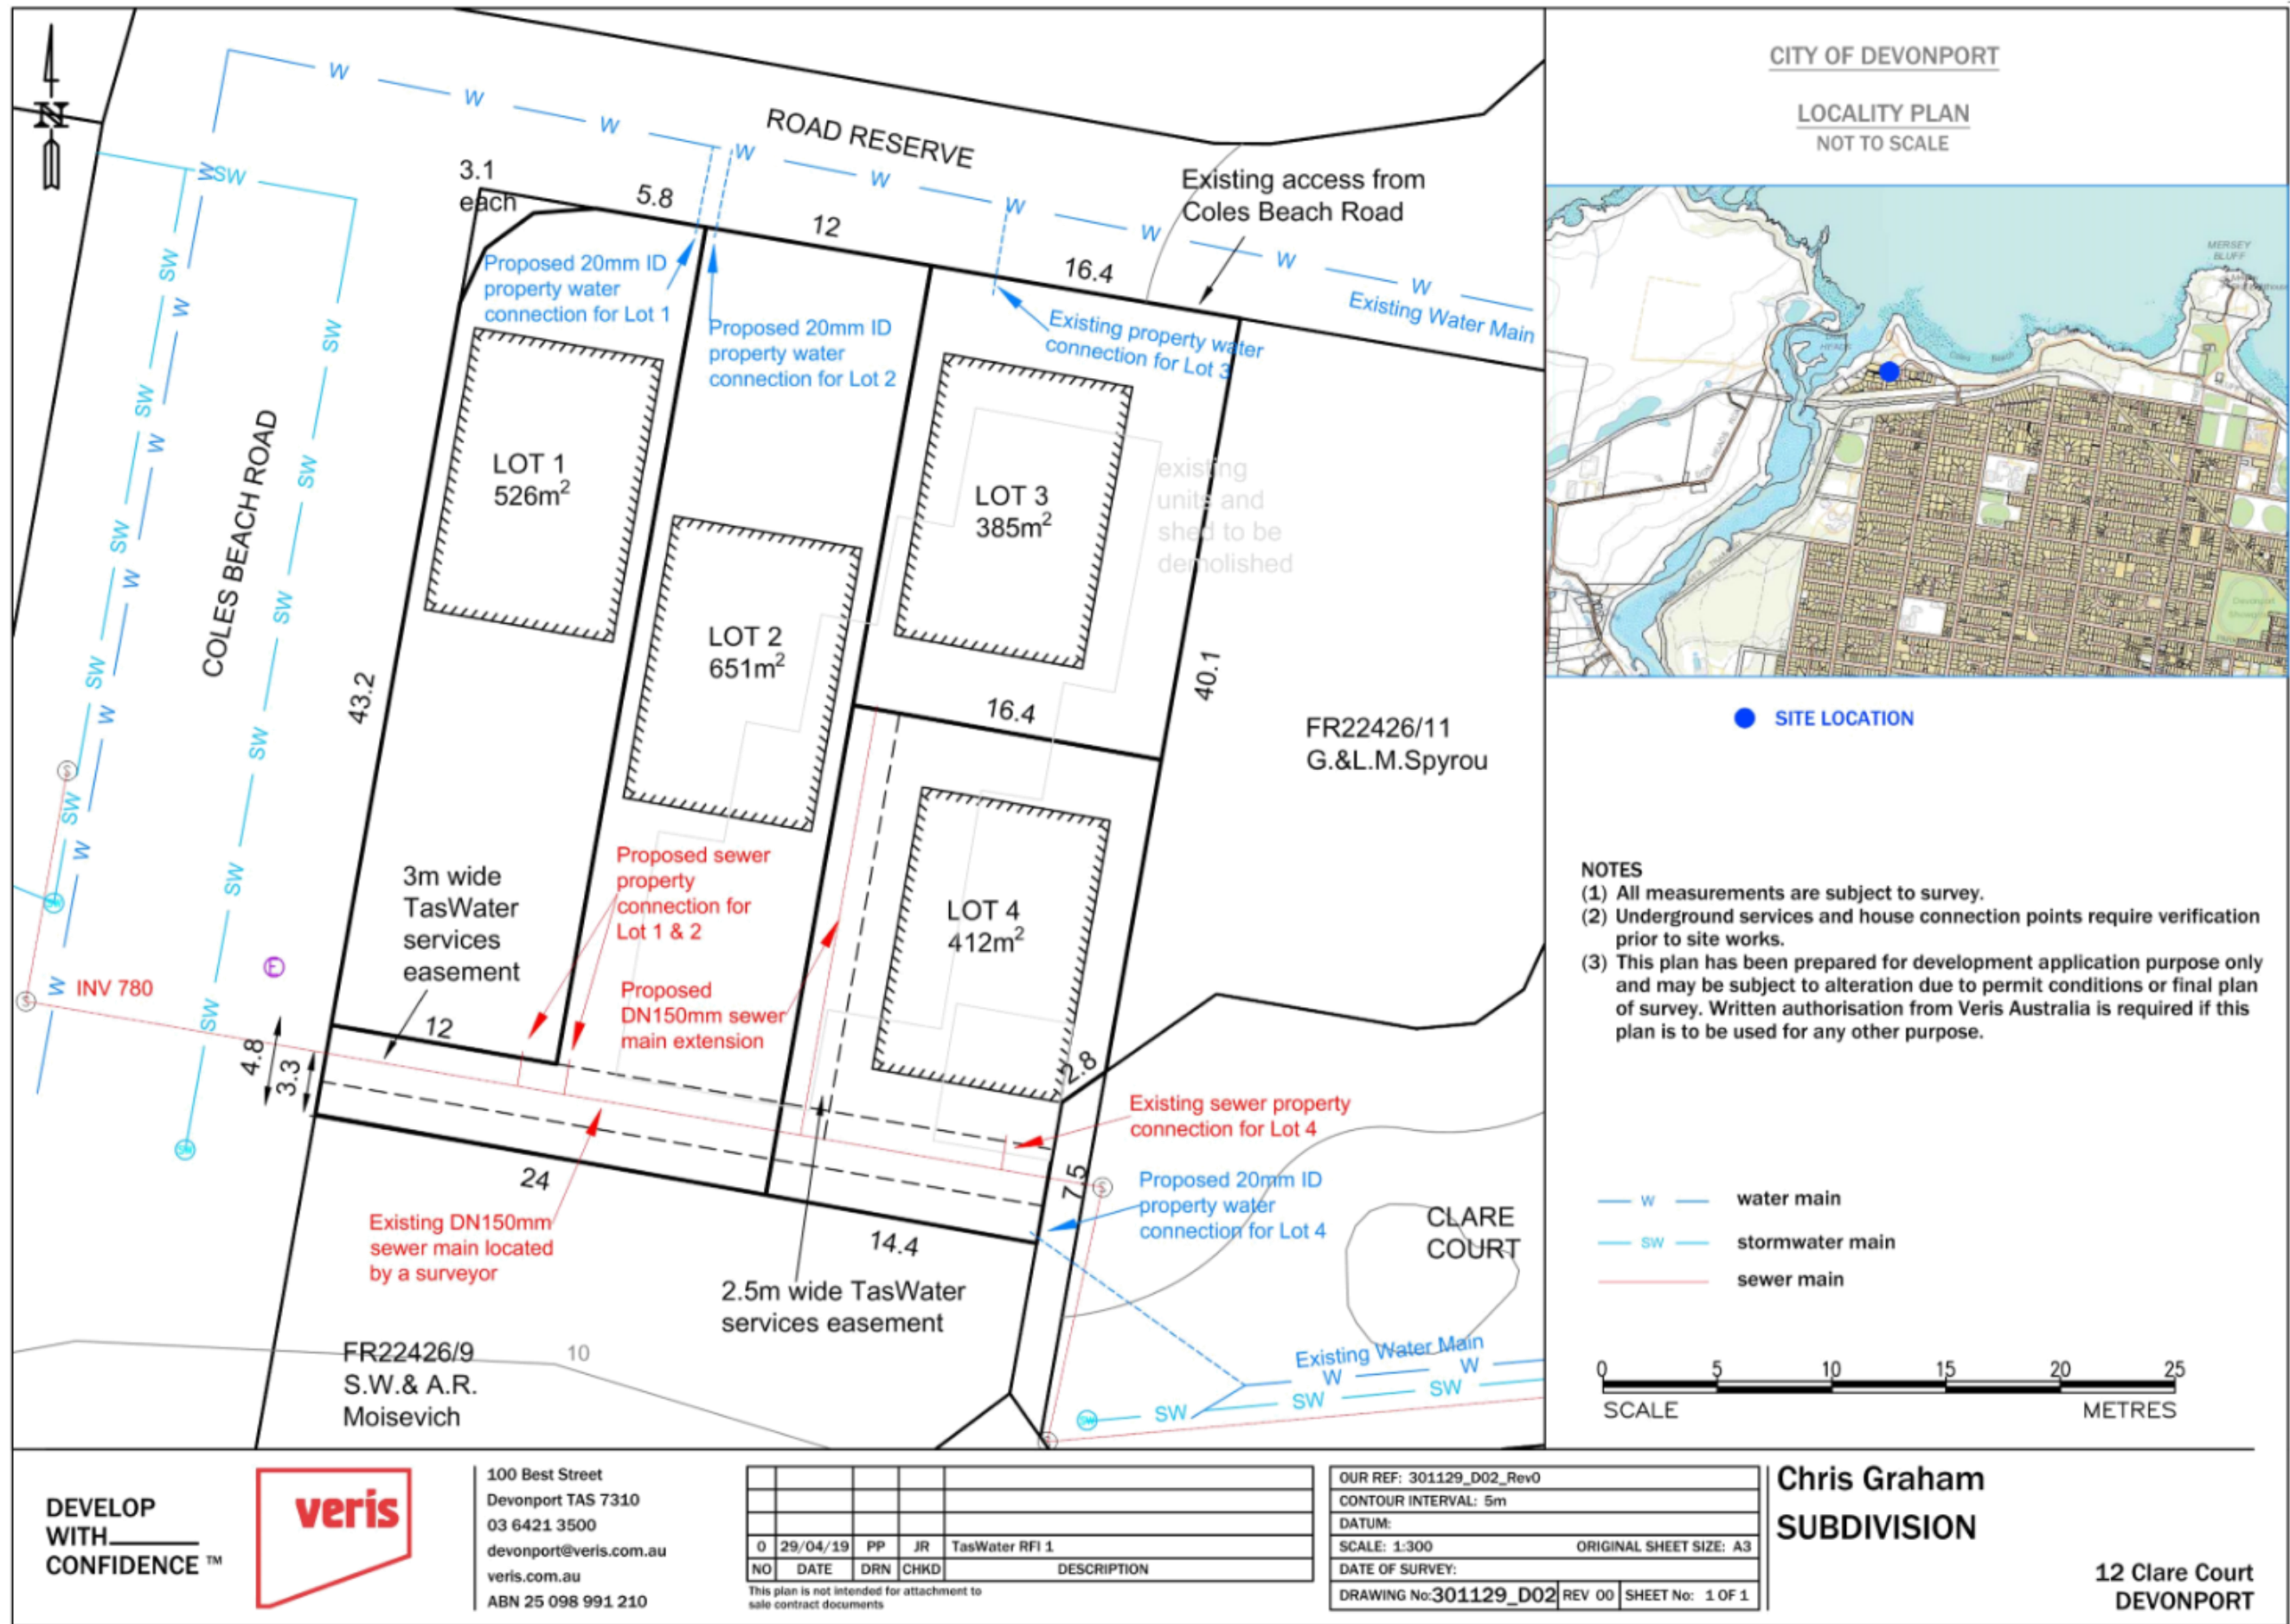 CITY OF DEVONPORT
LOCALITY PLAN
NOT TO SCALE
MERSEY
BLUFF
SITE LOCATION
N
ROAD RESERVE
3.1
each
5.8
12
16.4
Existing access from
Coles Beach Road
Existing Water Main
Proposed 20mm ID
property water
connection for Lot 1
Proposed 20mm ID
property water
connection for Lot 2
Existing property water
connection for Lot 3
COLES BEACH ROAD
LOT 1
526m²
LOT 2
651m²
LOT 3
385m²
existing
units and
shed to be
demolished
43.2
40.1
16.4
FR22426/11
G.&L.M.Spyrou
LOT 4
412m²
3m wide
TasWater
services
easement
Proposed sewer
property
connection for
Lot 1 & 2
Proposed
DN150mm sewer
main extension
INV 780
12
4.8
3.3
2.8
Existing sewer property
connection for Lot 4
7.5
Proposed 20mm ID
property water
connection for Lot 4
24
14.4
Existing DN150mm
sewer main located
by a surveyor
2.5m wide TasWater
services easement
CLARE
COURT
Existing Water Main
FR22426/9
S.W.& A.R.
Moisevich
10
NOTES
(1) All measurements are subject to survey.
(2) Underground services and house connection points require verification
prior to site works.
(3) This plan has been prepared for development application purpose only
and may be subject to alteration due to permit conditions or final plan
of survey. Written authorisation from Veris Australia is required if this
plan is to be used for any other purpose.
W water main
SW stormwater main
sewer main
0 5 10 15 20 25
SCALE METRES
DEVELOP
WITH
CONFIDENCE ™
veris
100 Best Street
Devonport TAS 7310
03 6421 3500
devonport@veris.com.au
veris.com.au
ABN 25 098 991 210
0 29/04/19 PP JR TasWater RFI 1
NO DATE DRN CHKD DESCRIPTION
This plan is not intended for attachment to
sale contract documents
OUR REF: 301129_D02_Rev0
CONTOUR INTERVAL: 5m
DATUM:
SCALE: 1:300 ORIGINAL SHEET SIZE: A3
DATE OF SURVEY:
DRAWING No:301129_D02 REV 00 SHEET No: 1 OF 1
Chris Graham
SUBDIVISION
12 Clare Court
DEVONPORT